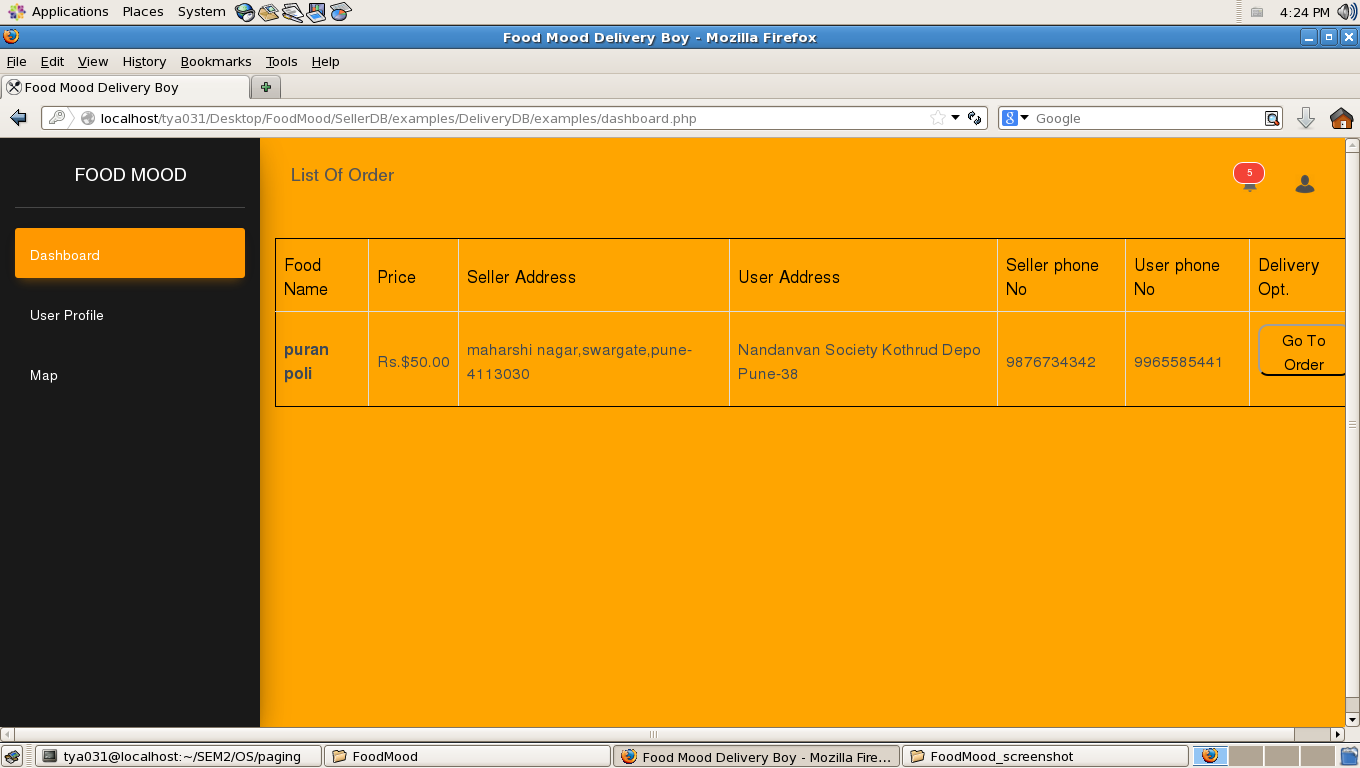 Applications Places System 4:24 PM
Food Mood Delivery Boy - Mozilla Firefox
File Edit View History Bookmarks Tools Help
Food Mood Delivery Boy
localhost/tya031/Desktop/FoodMood/SellerDB/examples/DeliveryDB/examples/dashboard.php
Google
FOOD MOOD
Dashboard
User Profile
Map
List Of Order
5
Food
Name
Price
Seller Address
User Address
Seller phone
No
User phone
No
Delivery
Opt.
puran
poli
Rs.$50.00
maharshi nagar,swargate,pune-
4113030
Nandanvan Society Kothrud Depo
Pune-38
9876734342
9965585441
Go To
Order
tya031@localhost:~/SEM2/OS/paging
FoodMood
Food Mood Delivery Boy - Mozilla Fire...
FoodMood_screenshot